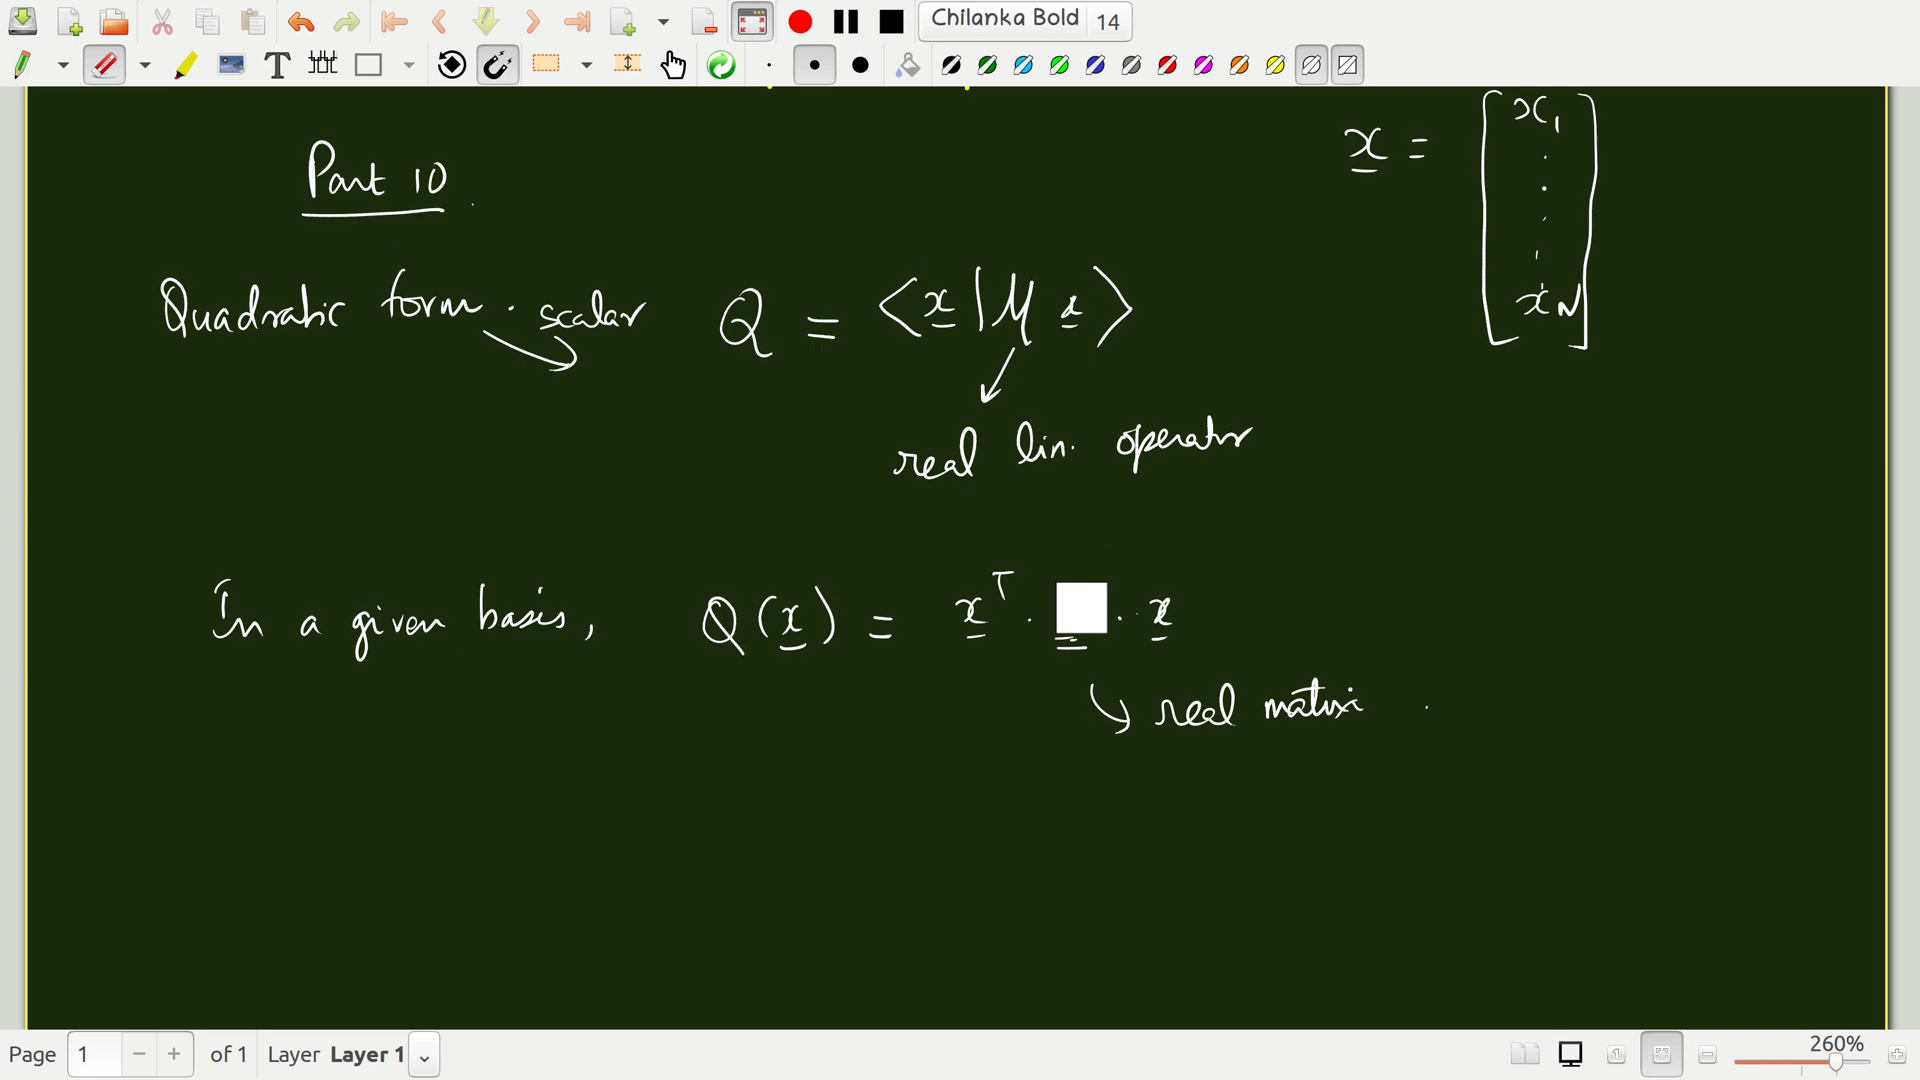 Chilanka Bold 14
Part 10
x = [ x1 . . . . xN ]
Quadratic form . scalar Q = ⟨x | M x⟩
real lin. operator
In a given basis, Q(x) = x^T . . x
real matrix .
Page 1 of 1 Layer Layer 1 260%